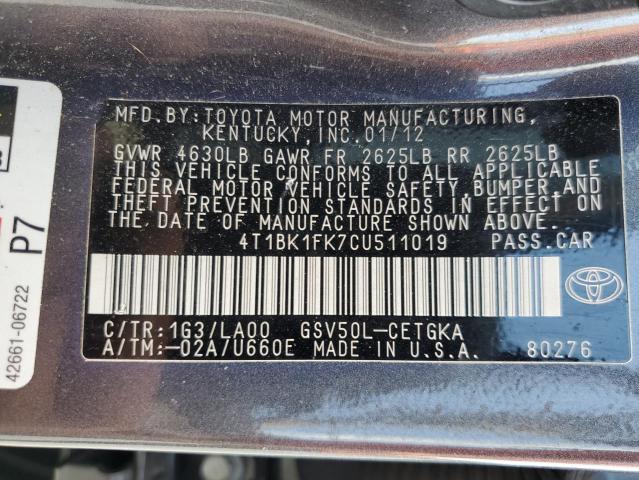 MFD.BY:TOYOTA MOTOR MANUFACTURING,
KENTUCKY, INC.01/12
GVWR 4630LB GAWR FR 2625LB RR 2625LB
THIS VEHICLE CONFORMS TO ALL APPLICABLE
FEDERAL MOTOR VEHICLE SAFETY,BUMPER,AND
THEFT PREVENTION STANDARDS IN EFFECT ON
THE DATE OF MANUFACTURE SHOWN ABOVE.
4T1BK1FK7CU511019 PASS.CAR
C/TR:1G3/LA00 GSV50L-CETGKA
A/TM:-02A/U660E MADE IN U.S.A. 80276
P7
42661-06722